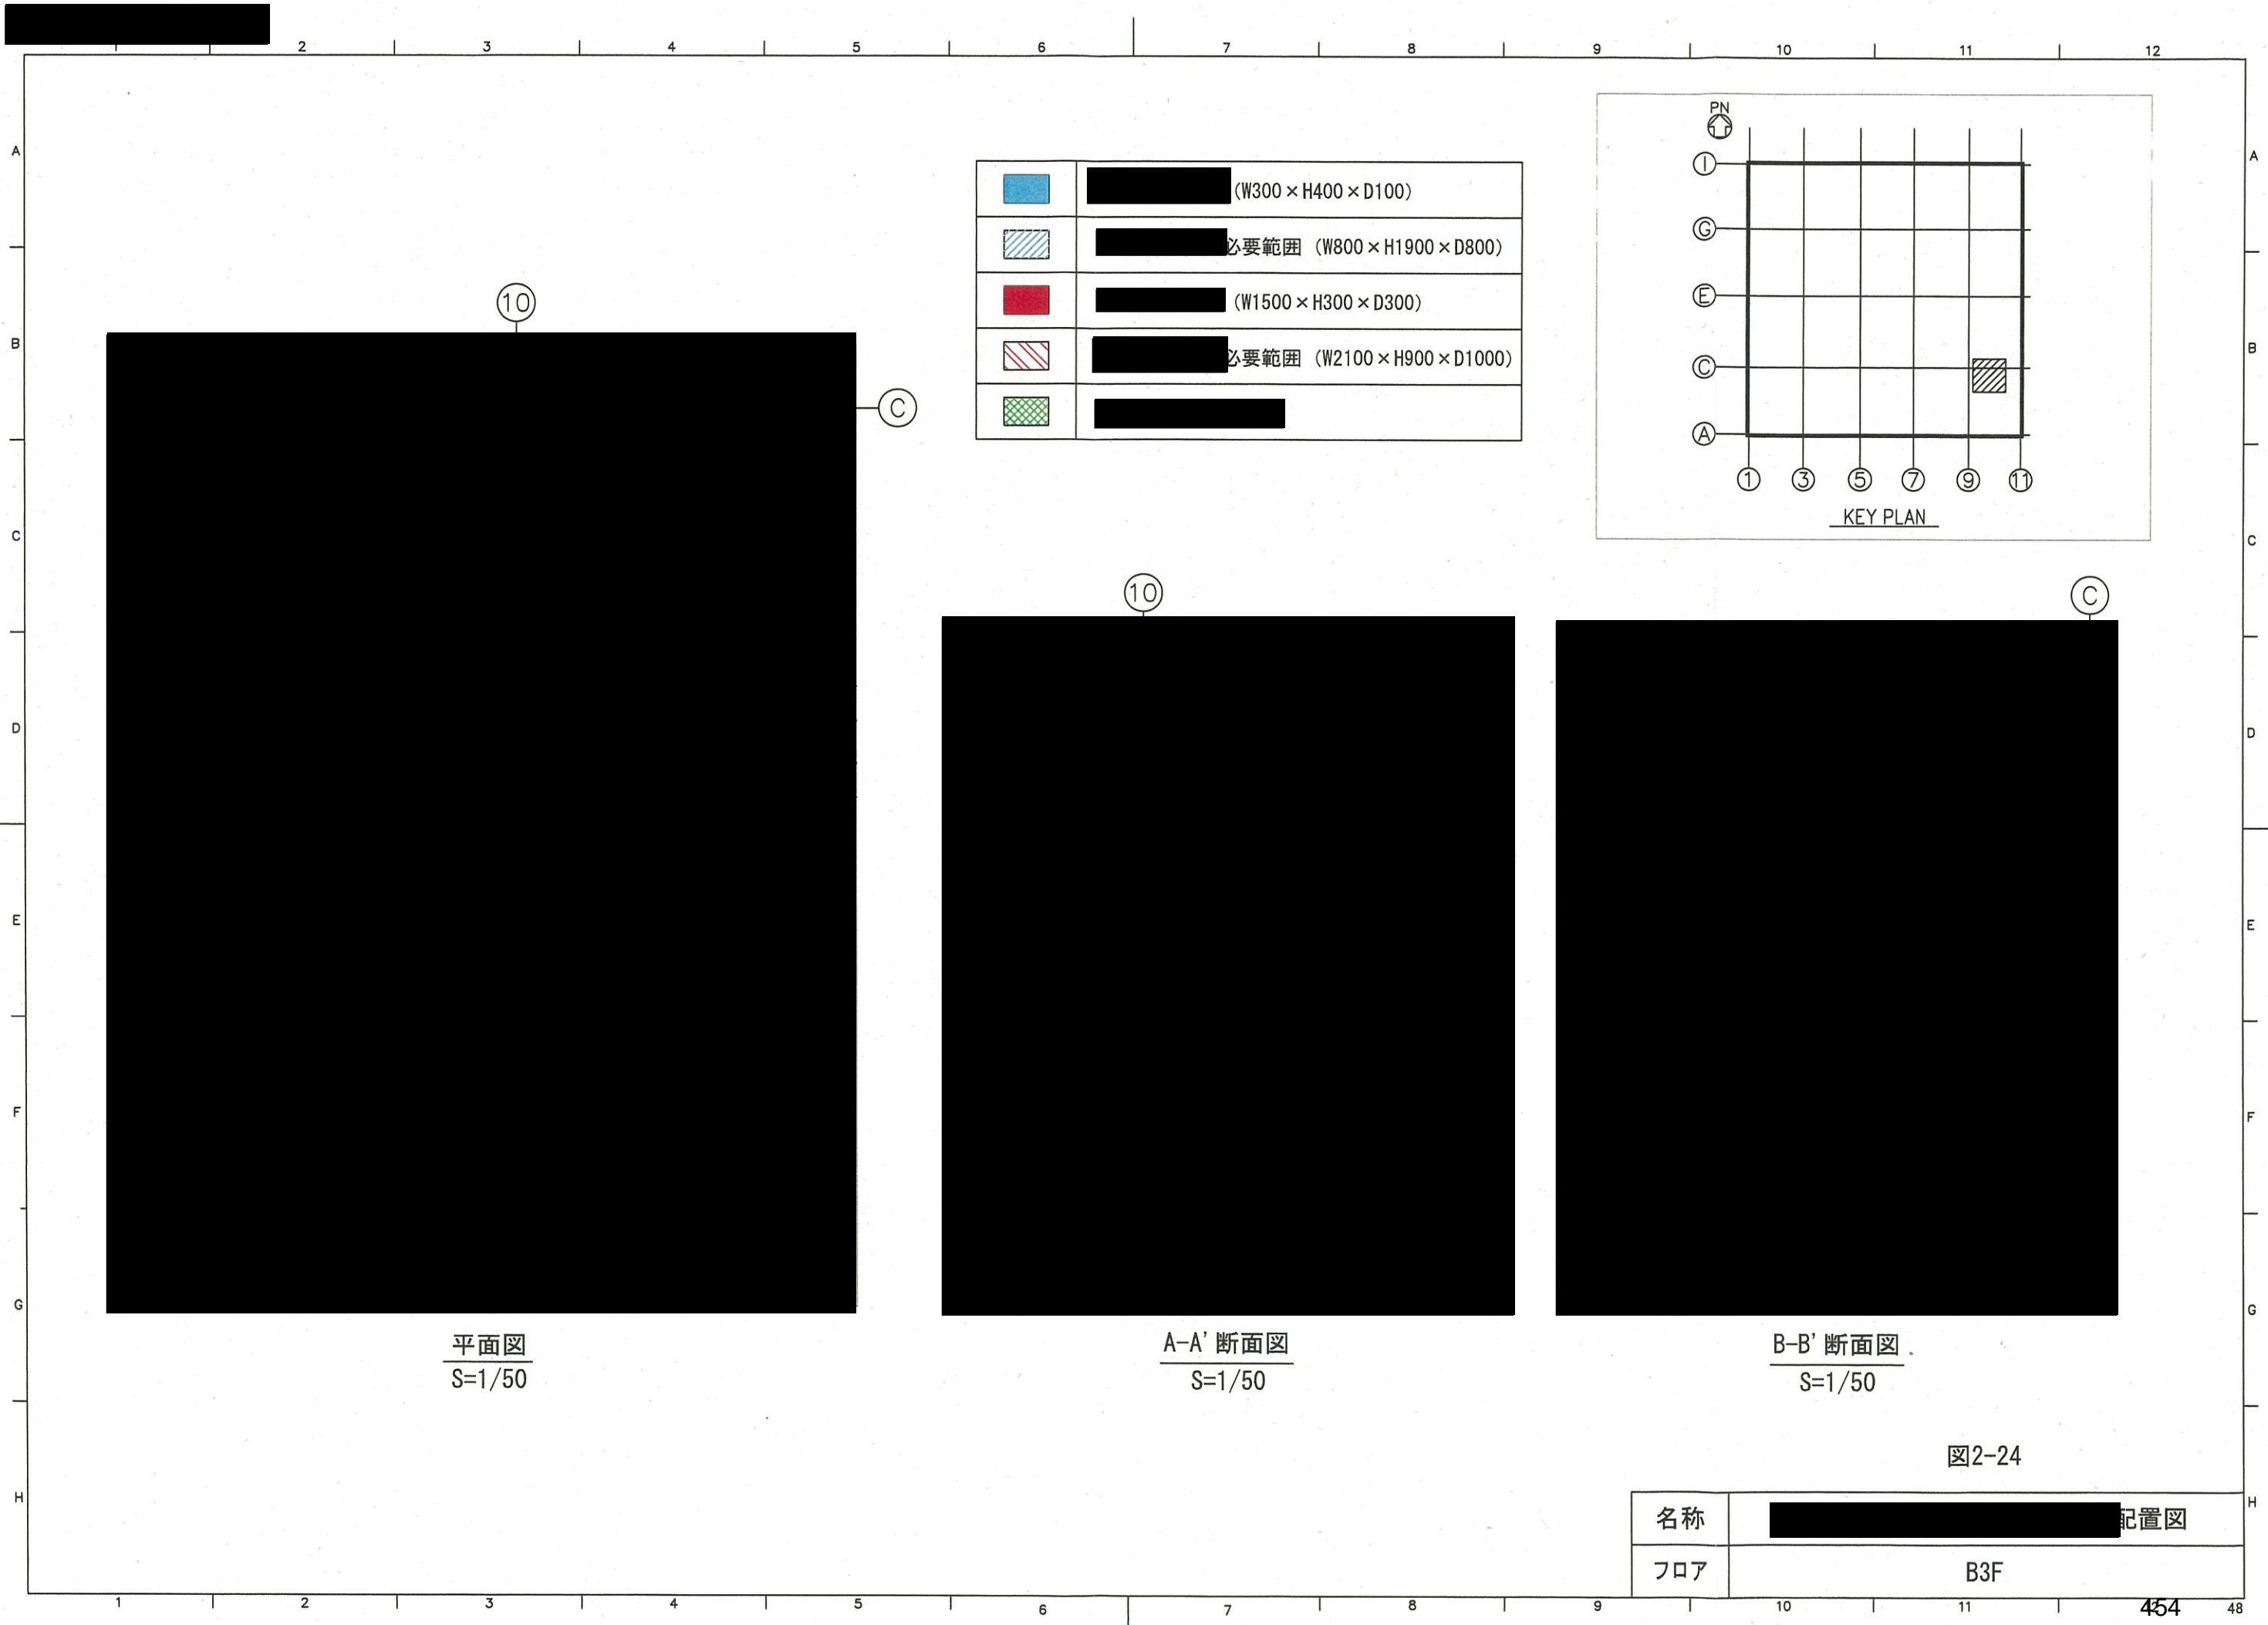 1 2 3 4 5 6 7 8 9 10 11 12
A
B
C
D
E
F
G
H
(W300×H400×D100)
必要範囲 (W800×H1900×D800)
(W1500×H300×D300)
必要範囲 (W2100×H900×D1000)
PN
I
G
E
C
A
1 3 5 7 9 11
KEY PLAN
10
C
10
C
平面図
S=1/50
A-A'断面図
S=1/50
B-B'断面図
S=1/50
図2-24
名称 配置図
フロア B3F
A
B
C
D
E
F
G
H
1 2 3 4 5 6 7 8 9 10 11
454
48